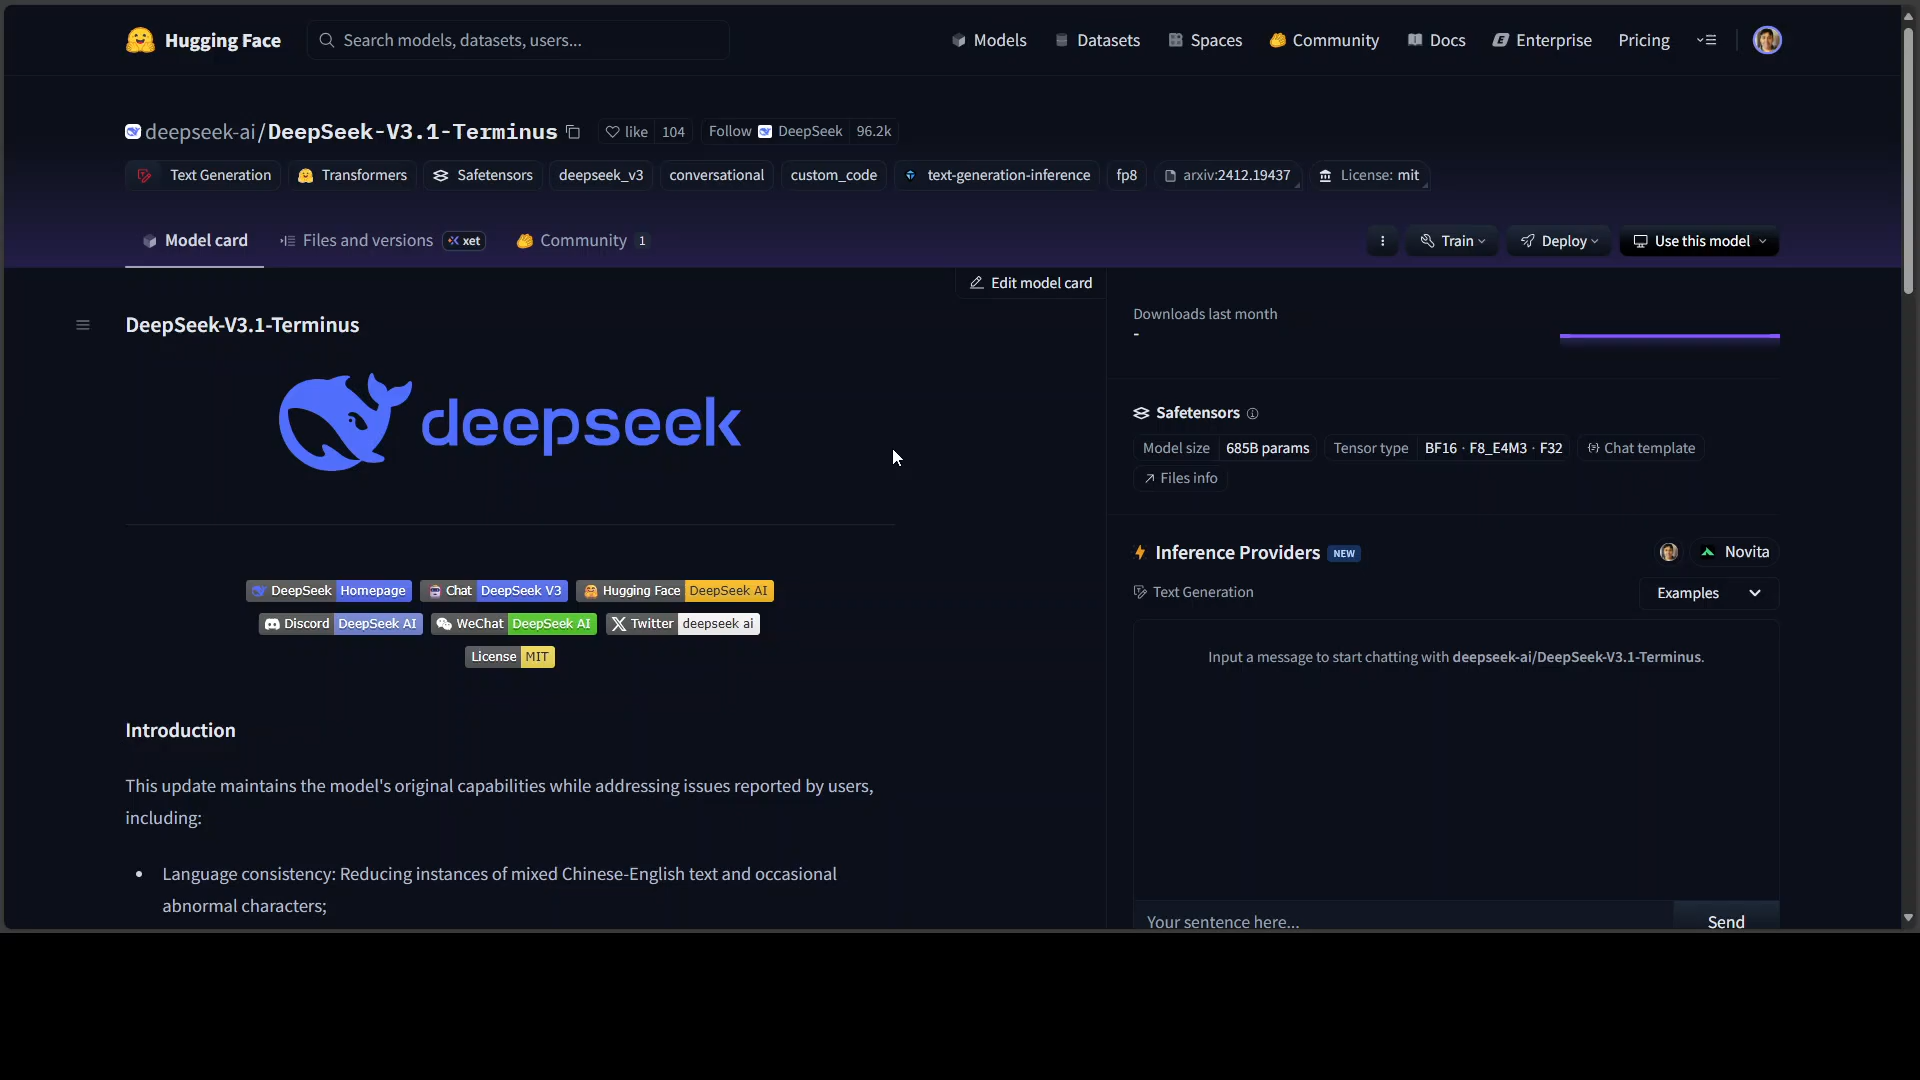 Hugging Face
Search models, datasets, users...
Models
Datasets
Spaces
Community
Docs
Enterprise
Pricing
deepseek-ai/DeepSeek-V3.1-Terminus
like 104
Follow DeepSeek 96.2k
Text Generation
Transformers
Safetensors
deepseek_v3
conversational
custom_code
text-generation-inference
fp8
arxiv:2412.19437
License: mit
Model card
Files and versions xet
Community 1
Train
Deploy
Use this model
Edit model card
DeepSeek-V3.1-Terminus
deepseek
DeepSeek Homepage
Chat DeepSeek V3
Hugging Face DeepSeek AI
Discord DeepSeek AI
WeChat DeepSeek AI
Twitter deepseek ai
License MIT
Introduction
This update maintains the model's original capabilities while addressing issues reported by users,
including:
• Language consistency: Reducing instances of mixed Chinese-English text and occasional
abnormal characters;
Downloads last month
-
Safetensors
Model size 685B params
Tensor type BF16 · F8_E4M3 · F32
Chat template
Files info
Inference Providers NEW
Novita
Text Generation
Examples
Input a message to start chatting with deepseek-ai/DeepSeek-V3.1-Terminus.
Your sentence here...
Send